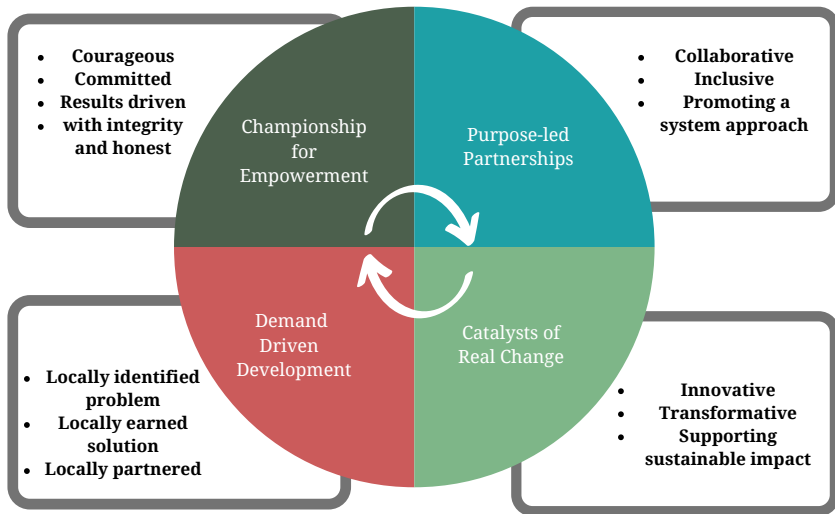 • Courageous
• Committed
• Results driven
• with integrity
and honest
Championship
for
Empowerment
Purpose-led
Partnerships
• Collaborative
• Inclusive
• Promoting a
system approach
• Locally identified
problem
• Locally earned
solution
• Locally partnered
Demand
Driven
Development
Catalysts of
Real Change
• Innovative
• Transformative
• Supporting
sustainable impact